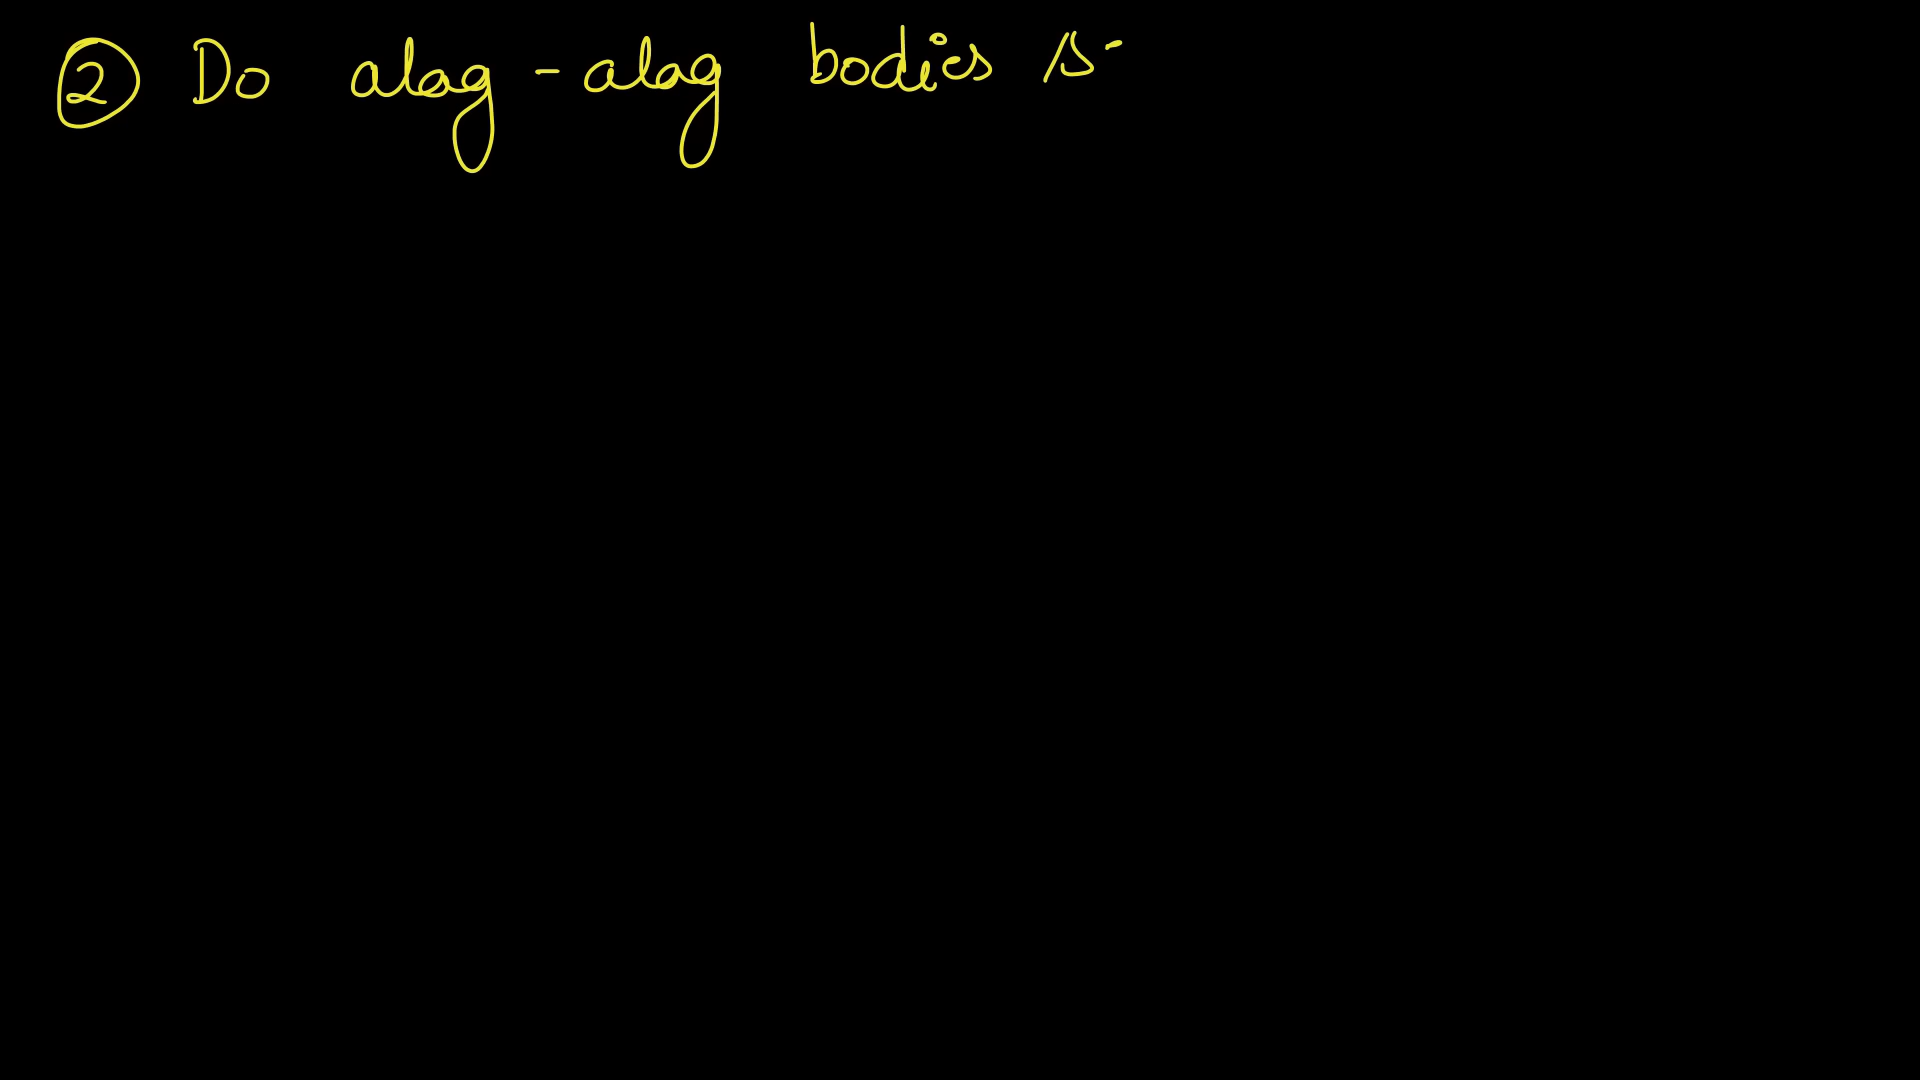 ② Do alag - alag bodies s